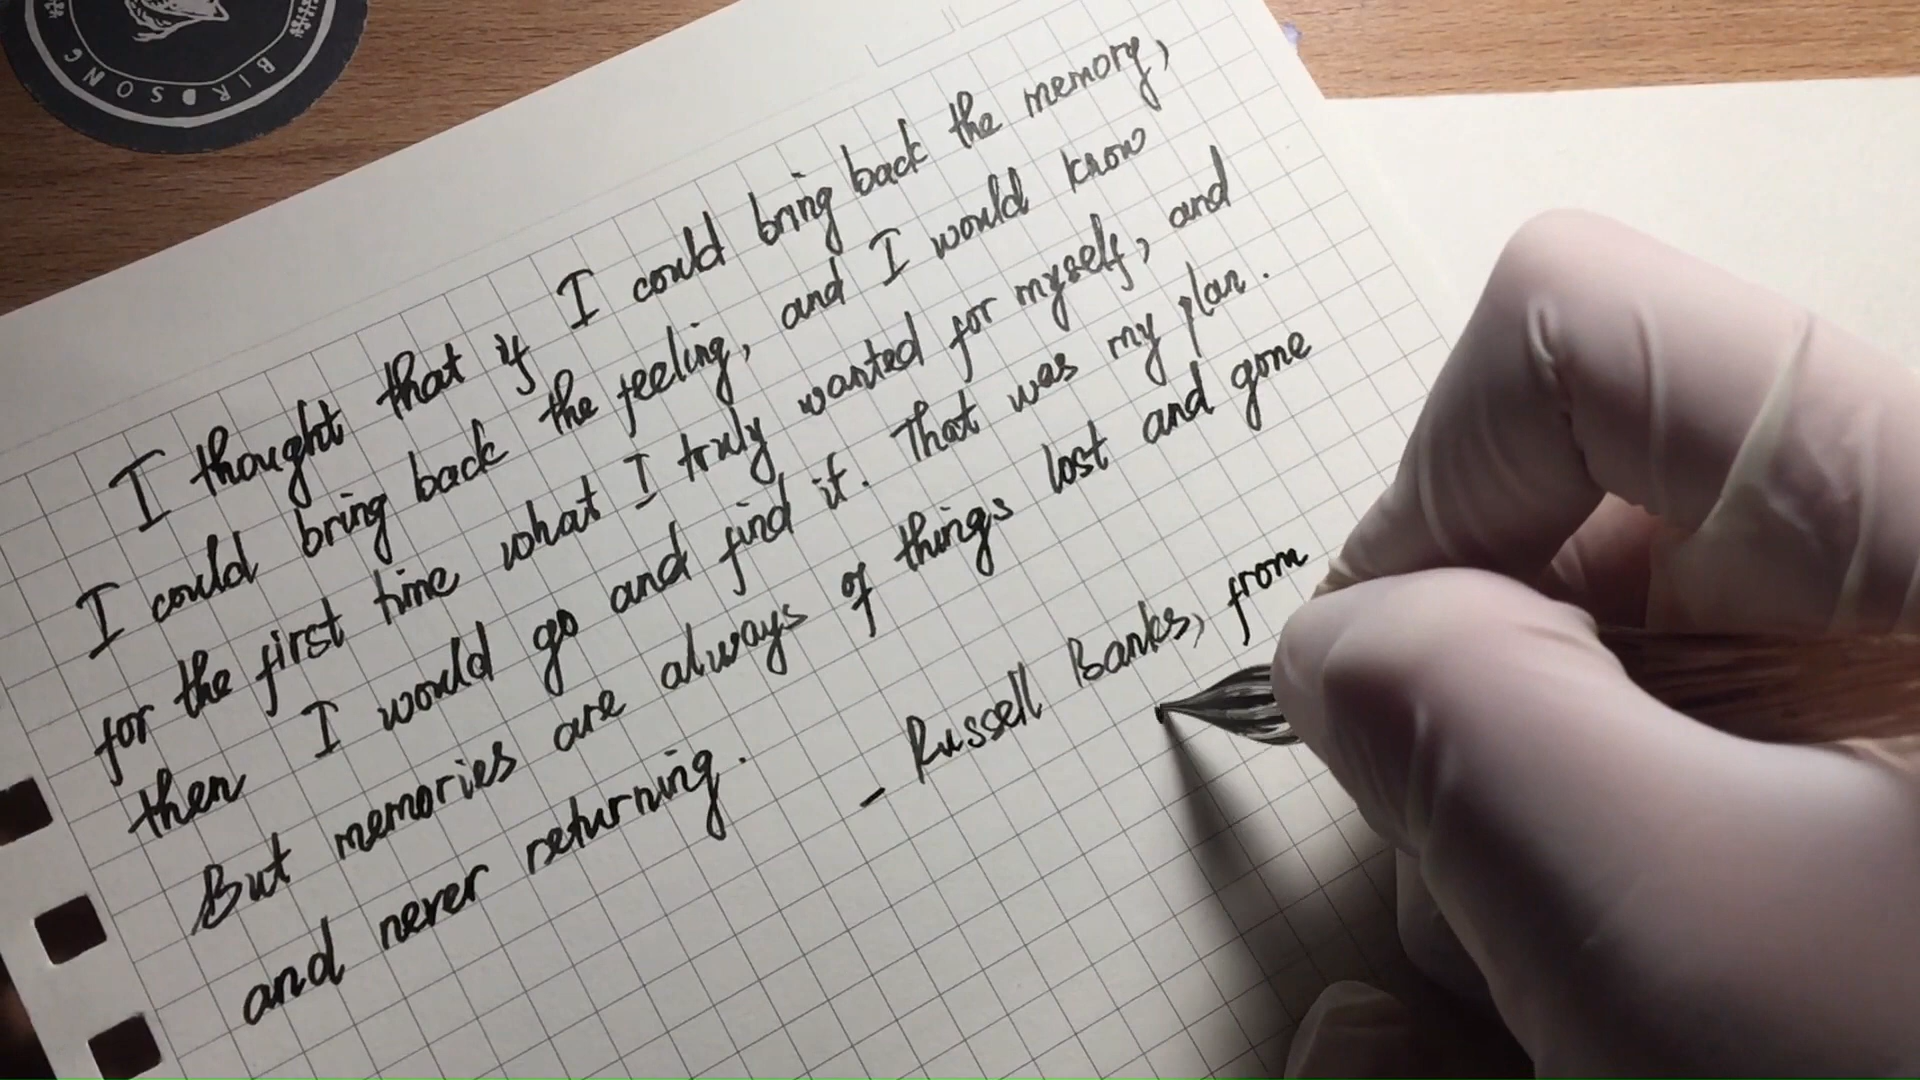 BIRDSONG
I thought that if I could bring back the memory,
I could bring back the feeling, and I would know
for the first time what I truly wanted for myself, and
then I would go and find it. That was my plan.
But memories are always of things lost and gone
and never returning.
- Russell Banks, from